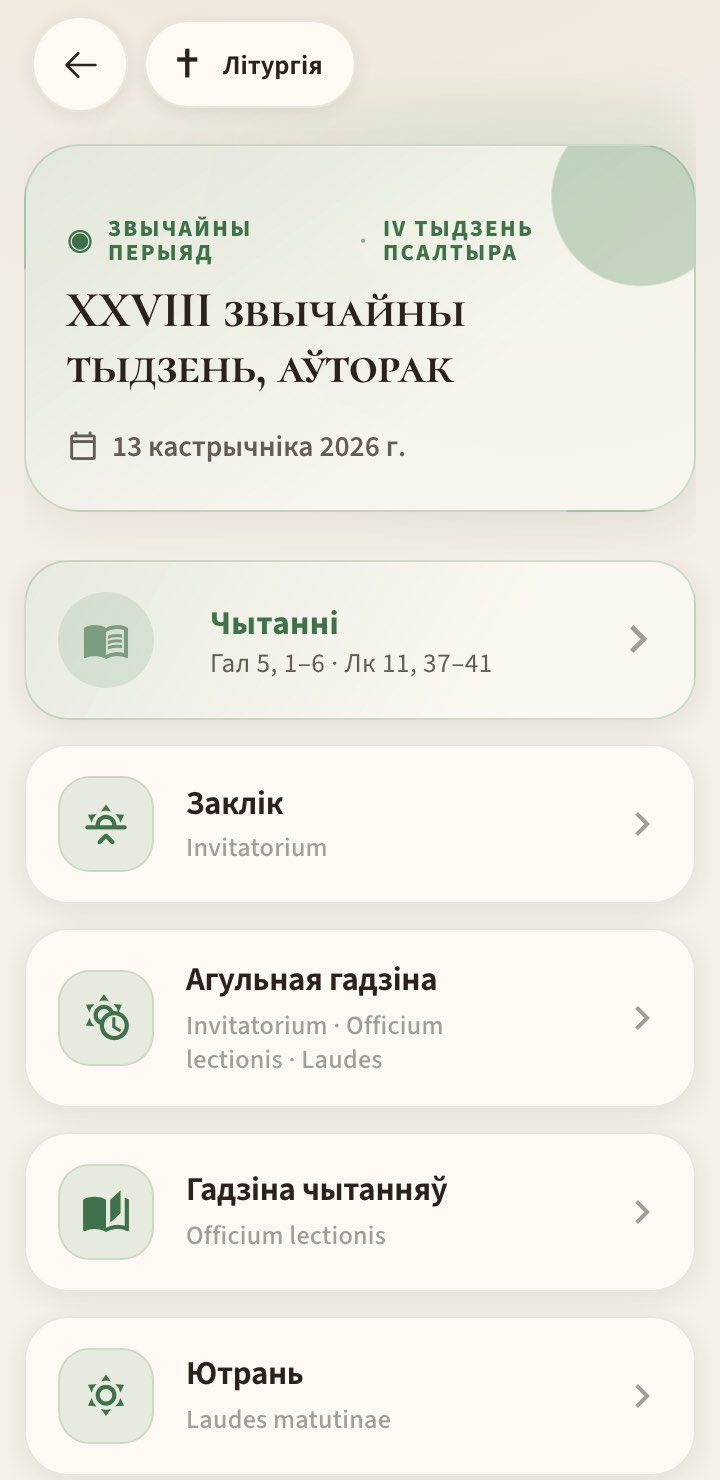 Літургія
ЗВЫЧАЙНЫ ПЕРЫЯД · IV ТЫДЗЕНЬ ПСАЛТЫРА
XXVIII звычайны
тыдзень, аўторак
13 кастрычніка 2026 г.
Чытанні
Гал 5, 1–6 · Лк 11, 37–41
Заклік
Invitatorium
Агульная гадзіна
Invitatorium · Officium
lectionis · Laudes
Гадзіна чытанняў
Officium lectionis
Ютрань
Laudes matutinae